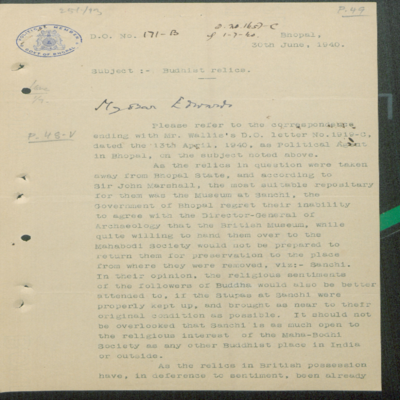 P.49
D.O. No. 171-B
Bhopal,
30th June, 1940.
Subject :- Budhist relics.
My dear Edwards
P.48-V
Please refer to the correspondence
ending with Mr. Wallis's D.O. letter No.
dated the 13th April, 1940, as Political Agent
in Bhopal, on the subject noted above.
As the relics in question were taken
away from Bhopal State, and according to
Sir John Marshall, the most suitable repository
for them was the Museum at Sanchi, the
Government of Bhopal regret their inability
to agree with the Director-General of
Archaeology that the British Museum, while
quite willing to hand them over to the
Mahabodi Society would not be prepared to
return them for preservation to the place
from where they were removed, viz:- Sanchi.
In their opinion, the religious sentiments
of the followers of Buddha would also be better
attended to, if the Stupas at Sanchi were
properly kept up, and brought as near to their
original condition as possible. It should not
be overlooked that Sanchi is as much open to
the religious interest of the Maha-Bodhi
Society as any other Buddhist place in India
or outside.
As the relics in British possession
have, in deference to sentiment, been already